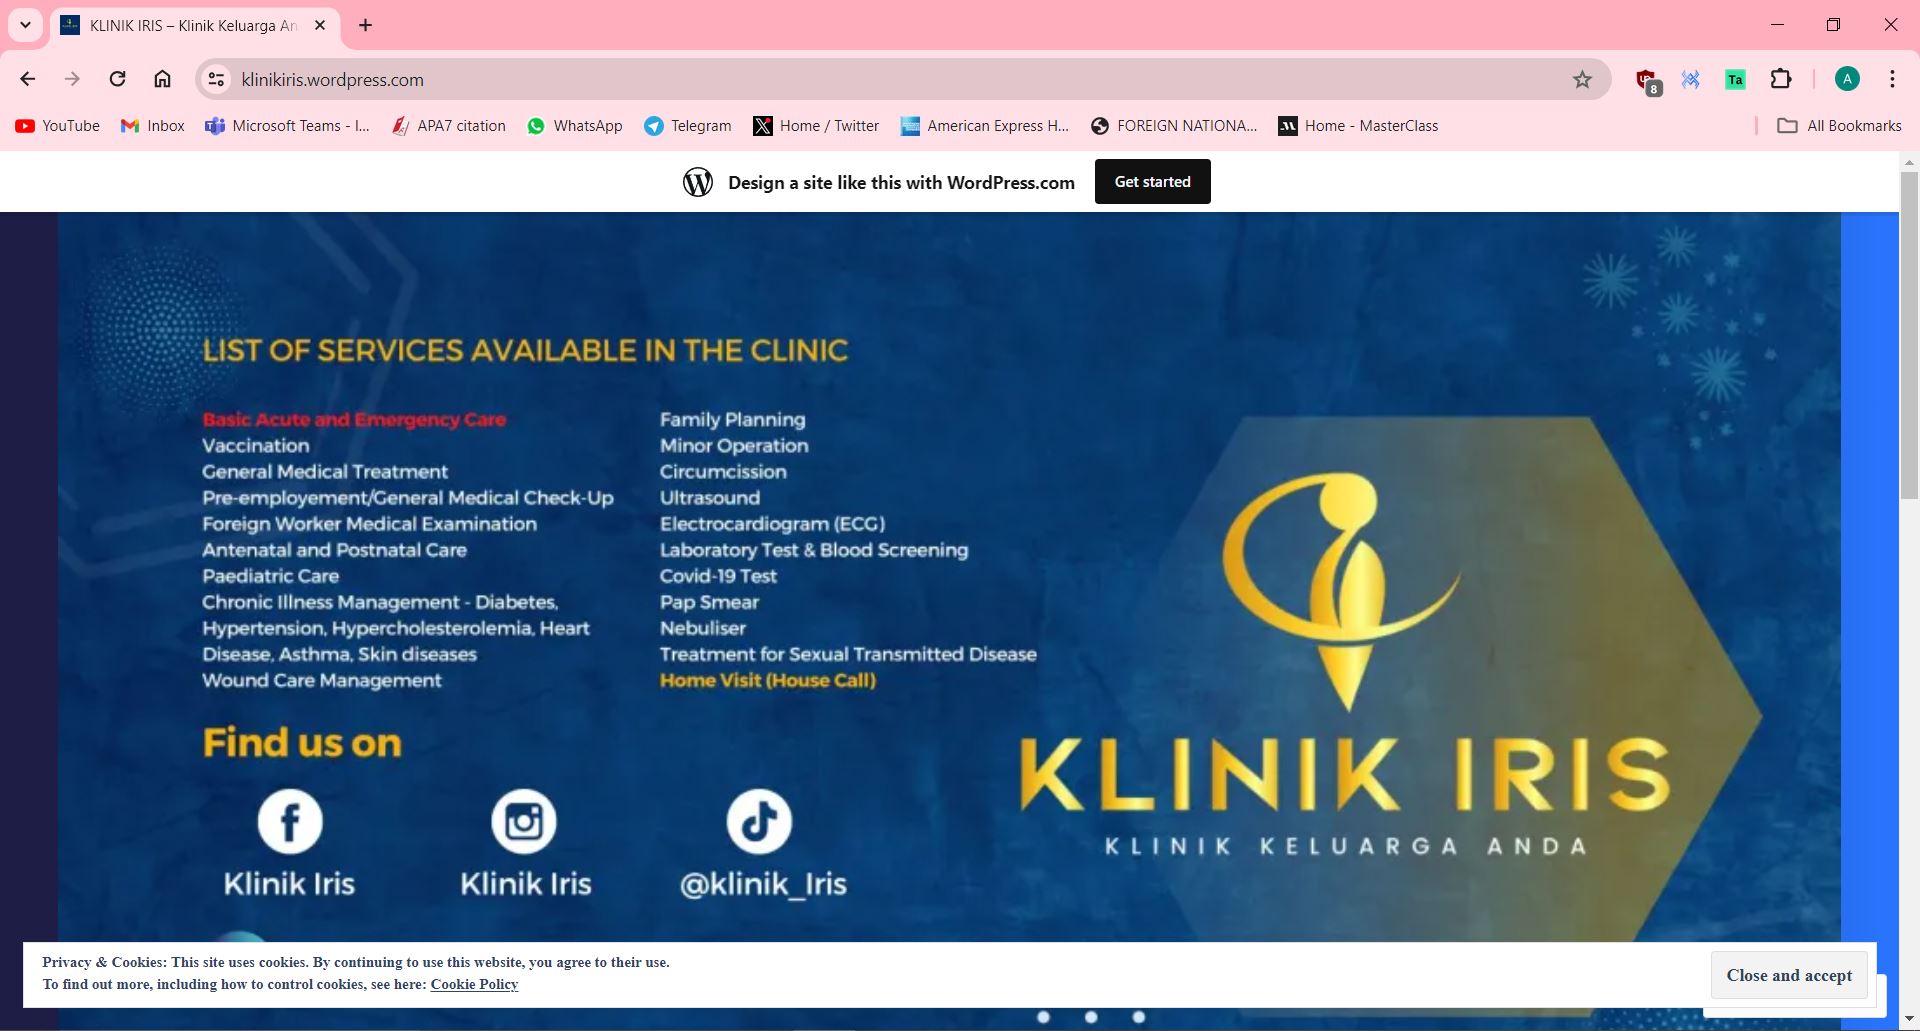 KLINIK IRIS – Klinik Keluarga An
klinikiris.wordpress.com
8
Ta
A
YouTube
Inbox
Microsoft Teams - I...
APA7 citation
WhatsApp
Telegram
Home / Twitter
American Express H...
FOREIGN NATIONA...
Home - MasterClass
All Bookmarks
Design a site like this with WordPress.com
Get started
LIST OF SERVICES AVAILABLE IN THE CLINIC
Basic Acute and Emergency Care
Vaccination
General Medical Treatment
Pre-employement/General Medical Check-Up
Foreign Worker Medical Examination
Antenatal and Postnatal Care
Paediatric Care
Chronic Illness Management - Diabetes,
Hypertension, Hypercholesterolemia, Heart
Disease, Asthma, Skin diseases
Wound Care Management
Family Planning
Minor Operation
Circumcission
Ultrasound
Electrocardiogram (ECG)
Laboratory Test & Blood Screening
Covid-19 Test
Pap Smear
Nebuliser
Treatment for Sexual Transmitted Disease
Home Visit (House Call)
Find us on
Klinik Iris
Klinik Iris
@klinik_Iris
KLINIK IRIS
KLINIK KELUARGA ANDA
Privacy & Cookies: This site uses cookies. By continuing to use this website, you agree to their use.
To find out more, including how to control cookies, see here: Cookie Policy
Close and accept